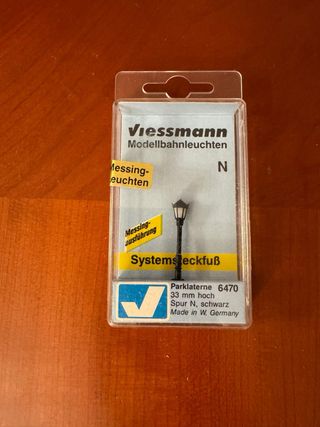 Viessmann
Modellbahnleuchten
N
Messing-
leuchten
Messing-
ausführung
Systemsteckfuß
Parklaterne 6470
33 mm hoch
Spur N, schwarz
Made in W. Germany